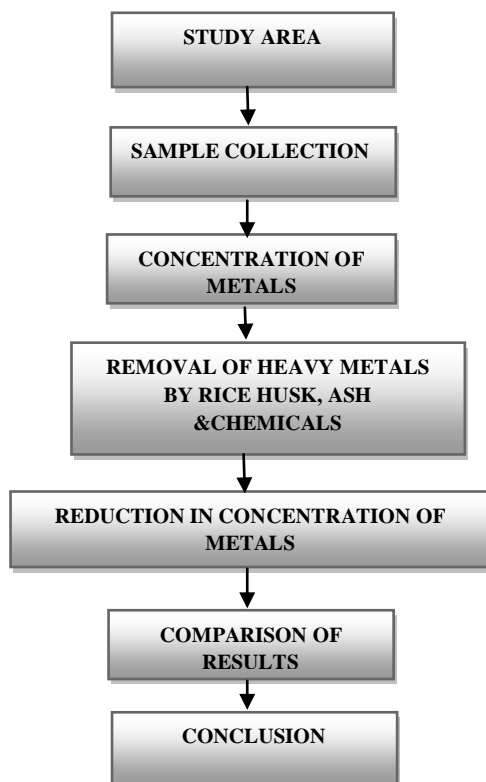 STUDY AREA
SAMPLE COLLECTION
CONCENTRATION OF
METALS
REMOVAL OF HEAVY METALS
BY RICE HUSK, ASH
&CHEMICALS
REDUCTION IN CONCENTRATION OF
METALS
COMPARISON OF
RESULTS
CONCLUSION